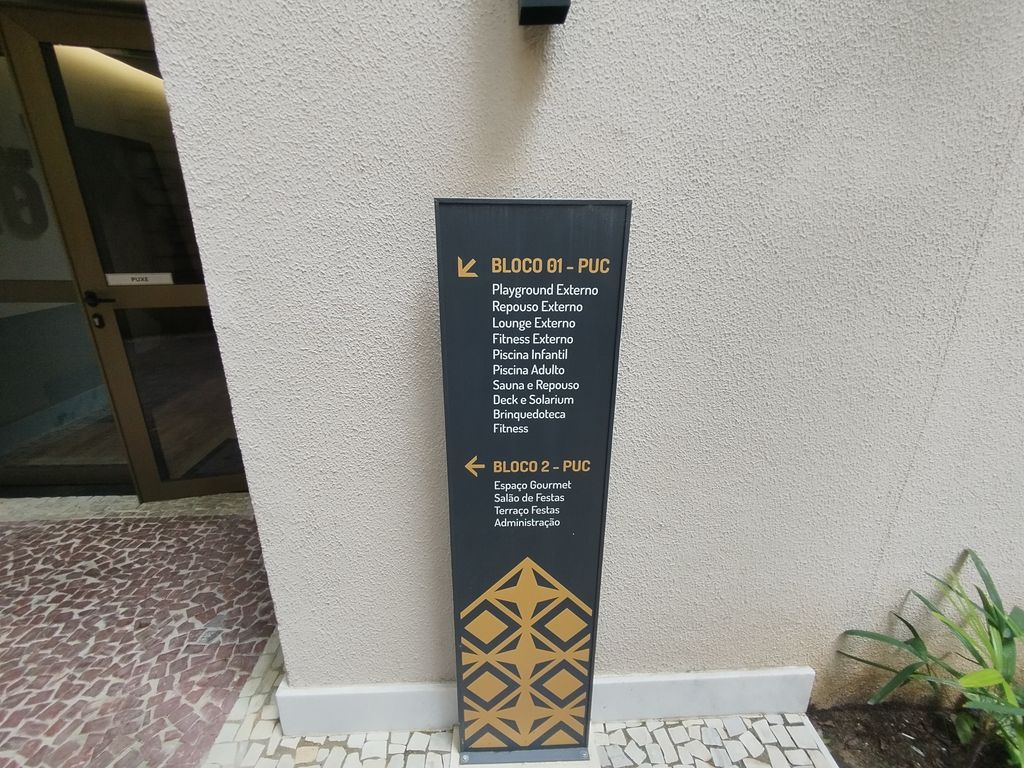 PUXE
BLOCO 01 - PUC
Playground Externo
Repouso Externo
Lounge Externo
Fitness Externo
Piscina Infantil
Piscina Adulto
Sauna e Repouso
Deck e Solarium
Brinquedoteca
Fitness
BLOCO 2 - PUC
Espaço Gourmet
Salão de Festas
Terraço Festas
Administração